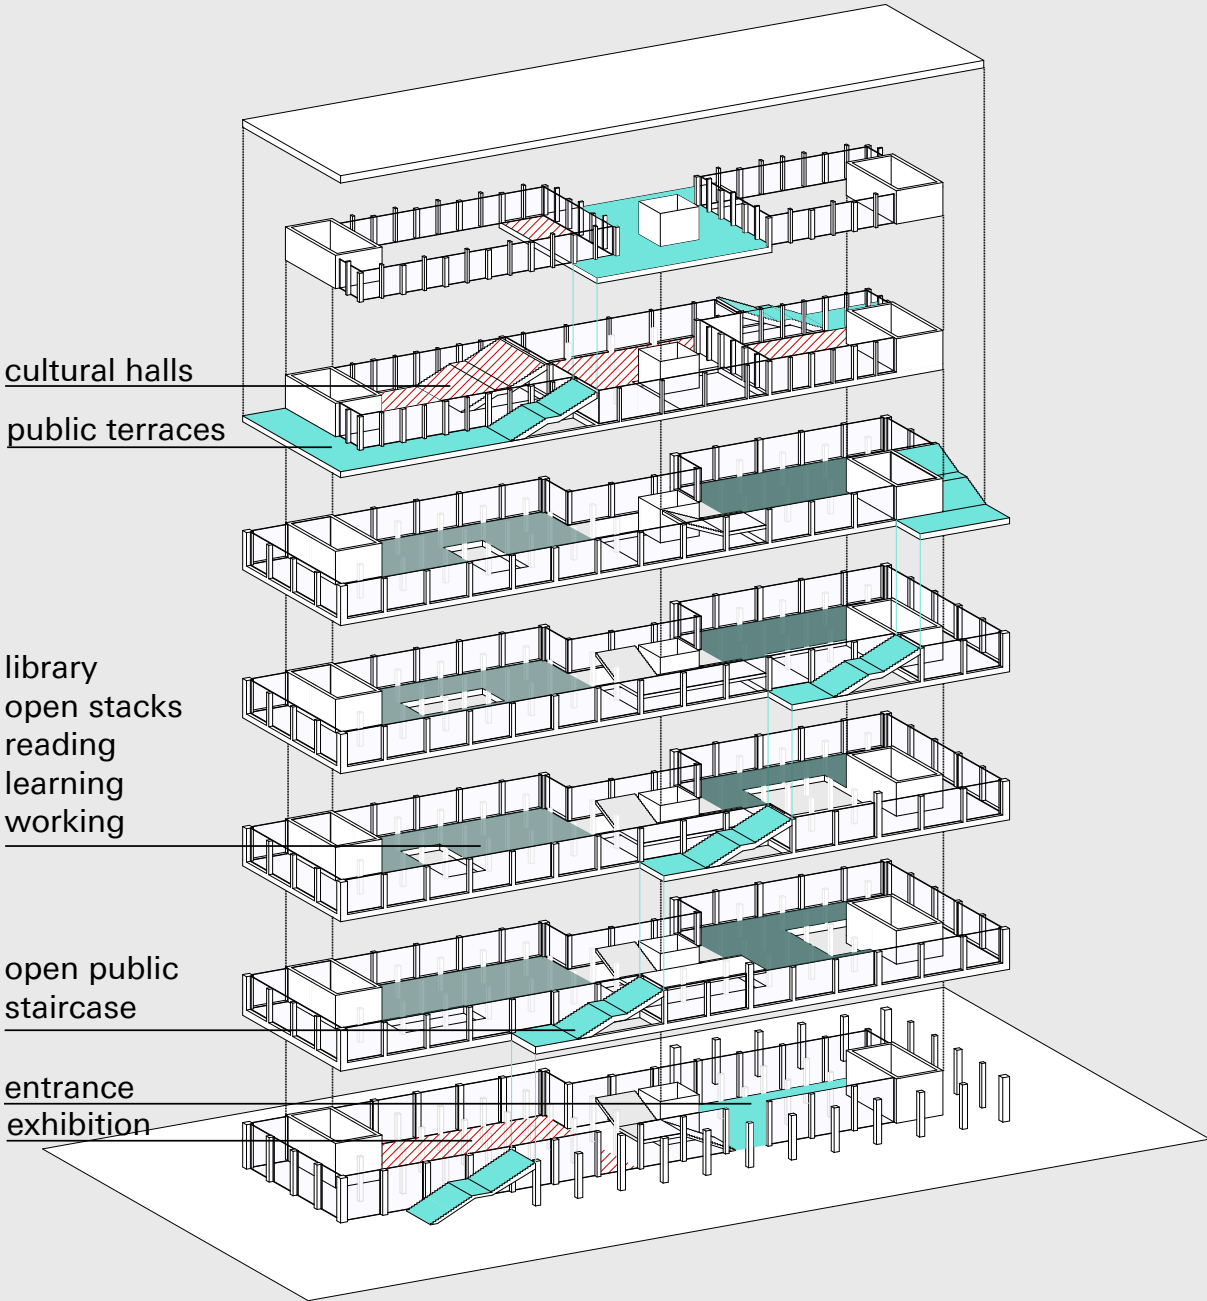 cultural halls
public terraces
library
open stacks
reading
learning
working
open public
staircase
entrance
exhibition